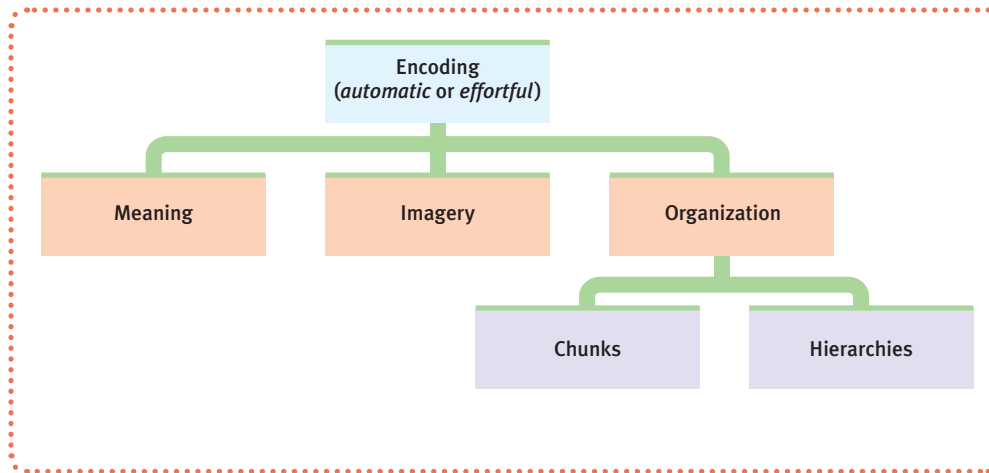 Encoding
(automatic or effortful)
Meaning
Imagery
Organization
Chunks
Hierarchies